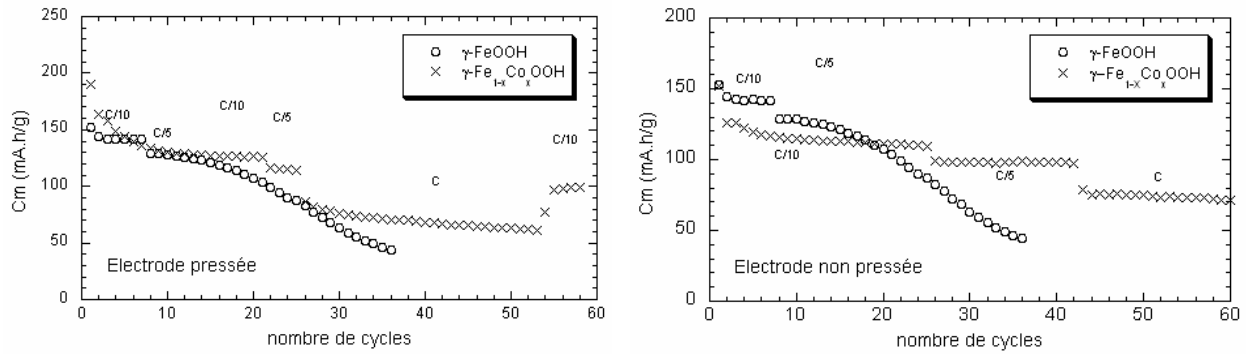 250
200
150
100
50
0
Cm (mA.h/g)
γ-FeOOH
γ-Fe1-xCoxOOH
C/10
C/5
C/10
C/5
C
C/10
Electrode pressée
0 10 20 30 40 50 60
nombre de cycles
200
150
100
50
0
Cm (mA.h/g)
γ-FeOOH
γ-Fe1-xCoxOOH
C/10
C/5
C/10
C/5
C
Electrode non pressée
0 10 20 30 40 50 60
nombre de cycles